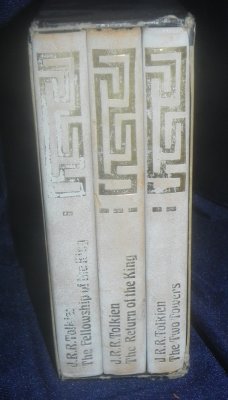 J.R.R.Tolkien
The Fellowship of the Ring
J.R.R.Tolkien
The Return of the King
J.R.R.Tolkien
The Two Towers